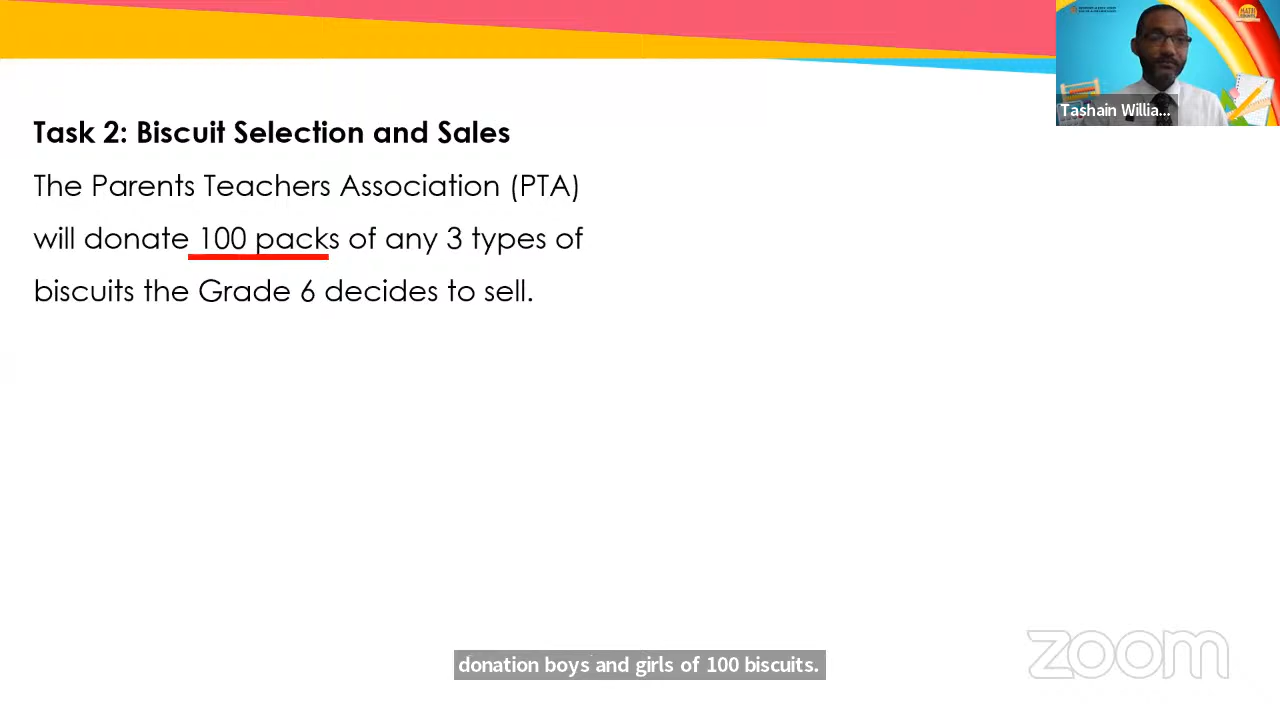 Task 2: Biscuit Selection and Sales
The Parents Teachers Association (PTA)
will donate 100 packs of any 3 types of
biscuits the Grade 6 decides to sell.
Tashain Willia...
donation boys and girls of 100 biscuits.
zoom